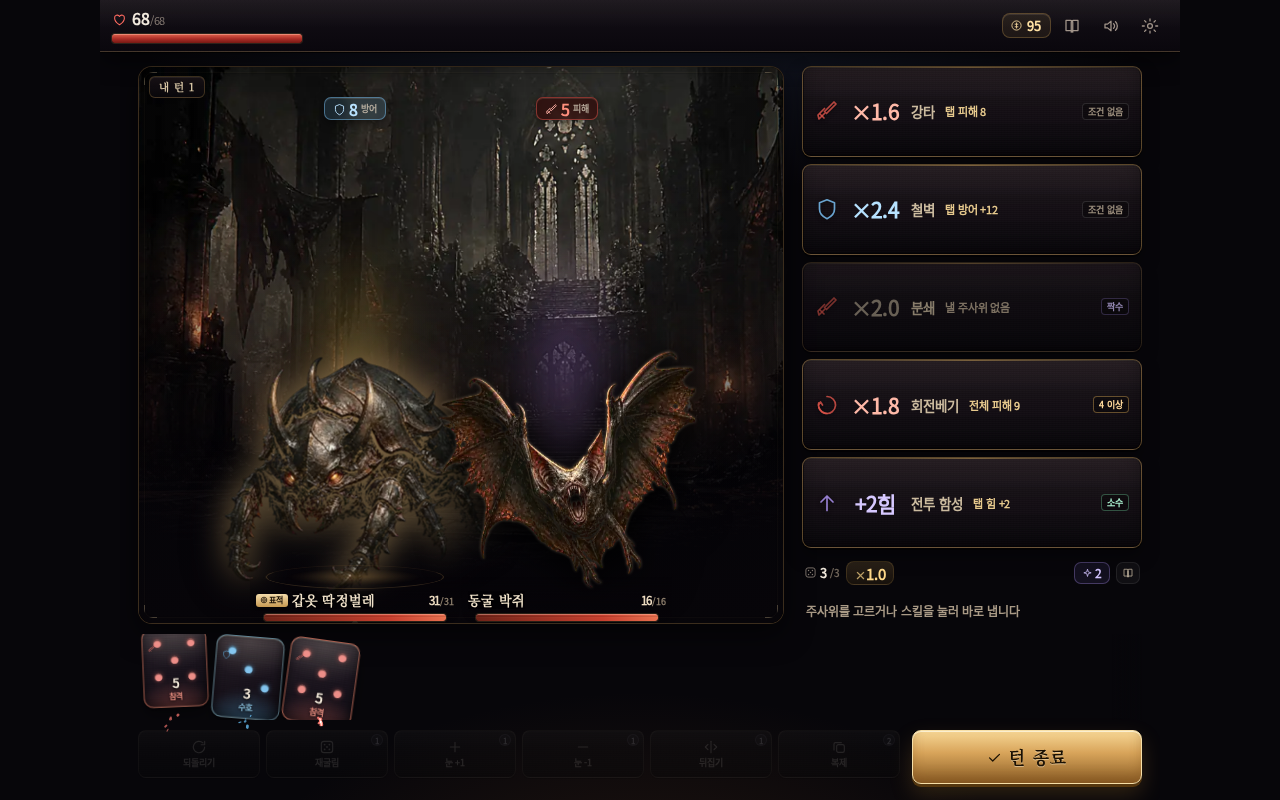 68/68
95
내 턴 1
8 방어
5 피해
표적 갑옷 딱정벌레 31/31
동굴 박쥐 16/16
×1.6 강타 탭 피해 8 조건 없음
×2.4 철벽 탭 방어 +12 조건 없음
×2.0 분쇄 낼 주사위 없음 짝수
×1.8 회전베기 전체 피해 9 4 이상
+2힘 전투 함성 탭 힘 +2 소수
3/3 ×1.0 2
주사위를 고르거나 스킬을 눌러 바로 냅니다
5 참격
3 수호
5 참격
되돌리기
재굴림 1
눈 +1 1
눈 -1 1
뒤집기 1
복제 2
턴 종료